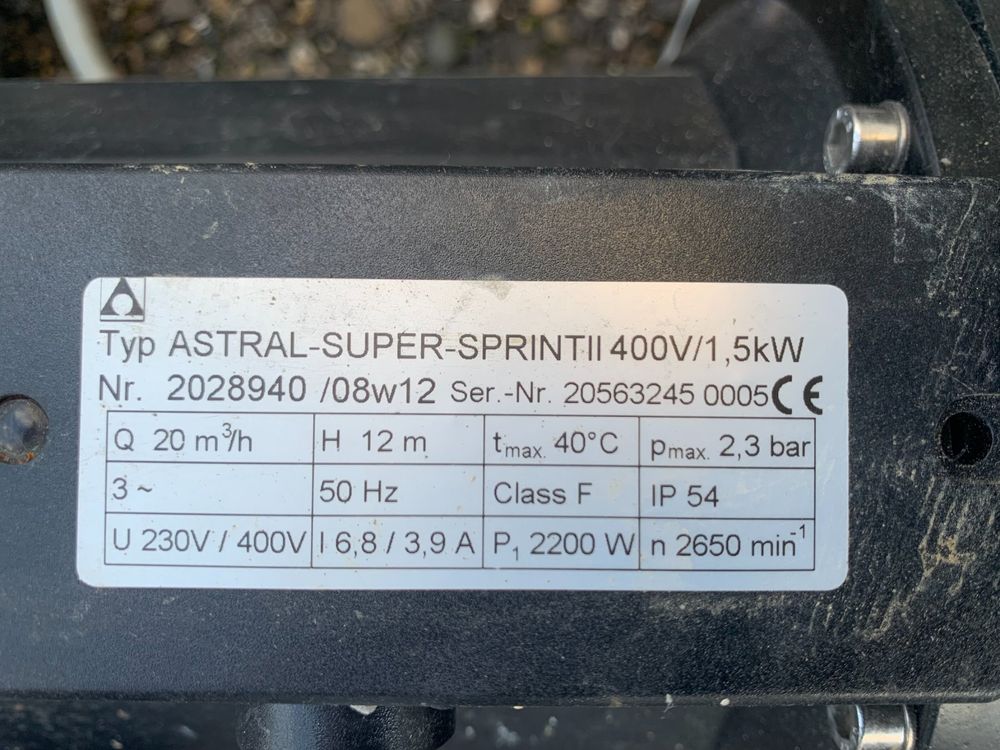 Typ ASTRAL-SUPER-SPRINTII 400V/1,5kW
Nr. 2028940 /08w12 Ser.-Nr. 20563245 0005 CE
Q 20 m³/h H 12 m tmax. 40°C pmax. 2,3 bar
3 ~ 50 Hz Class F IP 54
U 230V / 400V I 6,8 / 3,9 A P₁ 2200 W n 2650 min⁻¹